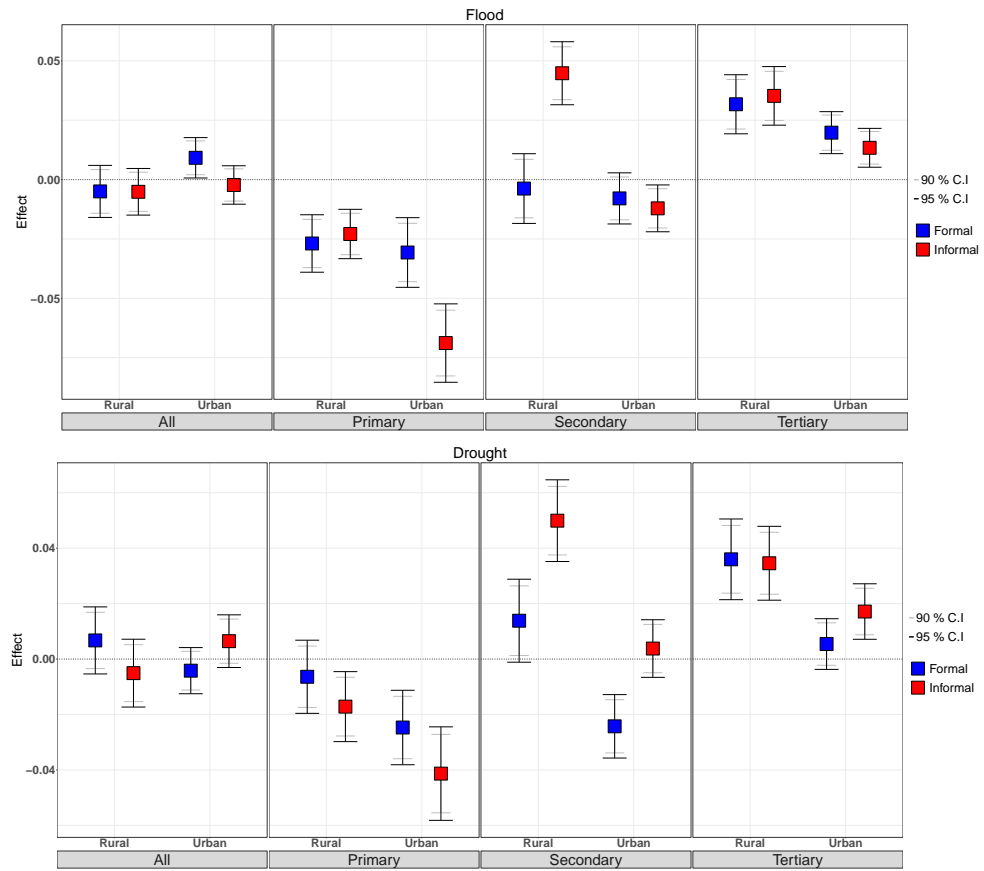 Flood
Effect
0.05
0.00
−0.05
Rural Urban Rural Urban Rural Urban Rural Urban
All Primary Secondary Tertiary
90 % C.I
95 % C.I
Formal
Informal
Drought
Effect
0.04
0.00
−0.04
Rural Urban Rural Urban Rural Urban Rural Urban
All Primary Secondary Tertiary
90 % C.I
95 % C.I
Formal
Informal